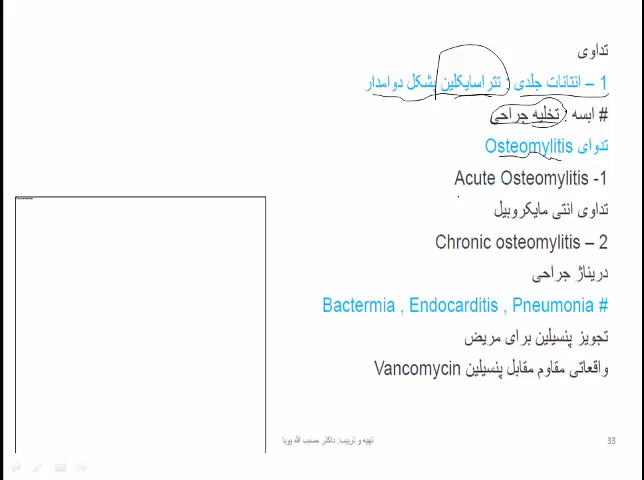 تداوی
1 – انتانات جلدی : تتراسایکلین بشکل دوامدار
# ابسه : تخلیه جراحی
تدوای Osteomylitis
Acute Osteomylitis -1
تداوی انتی مایکروبیل
Chronic osteomylitis – 2
دریناژ جراحی
Bactermia , Endocarditis , Pneumonia #
تجویز پنسیلین برای مریض
واقعاتی مقاوم مقابل پنسیلین Vancomycin
تهیه و ترتیب: داکتر حسیب الله پویا
33